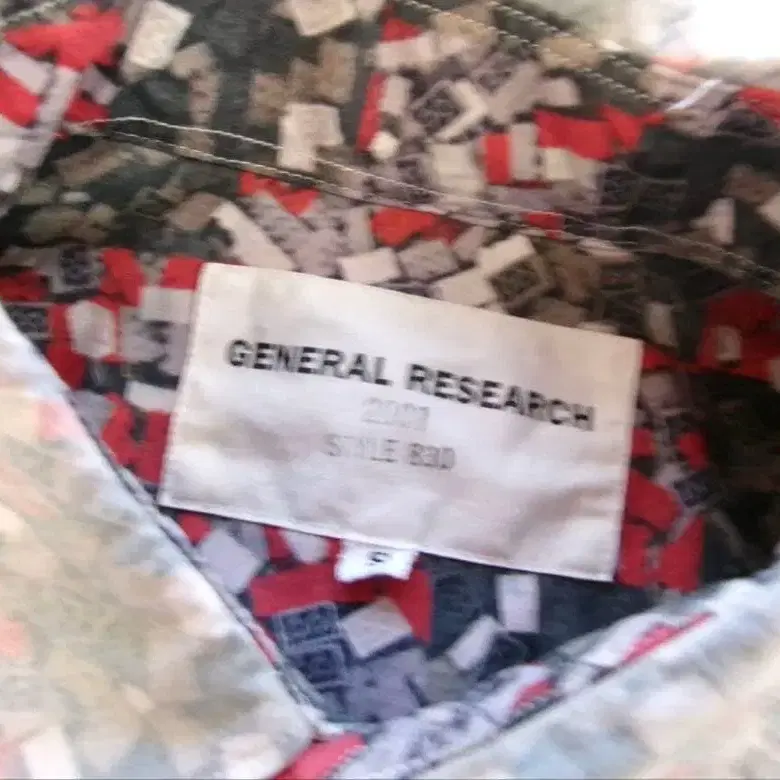 GENERAL RESEARCH
2001
STYLE 830
S